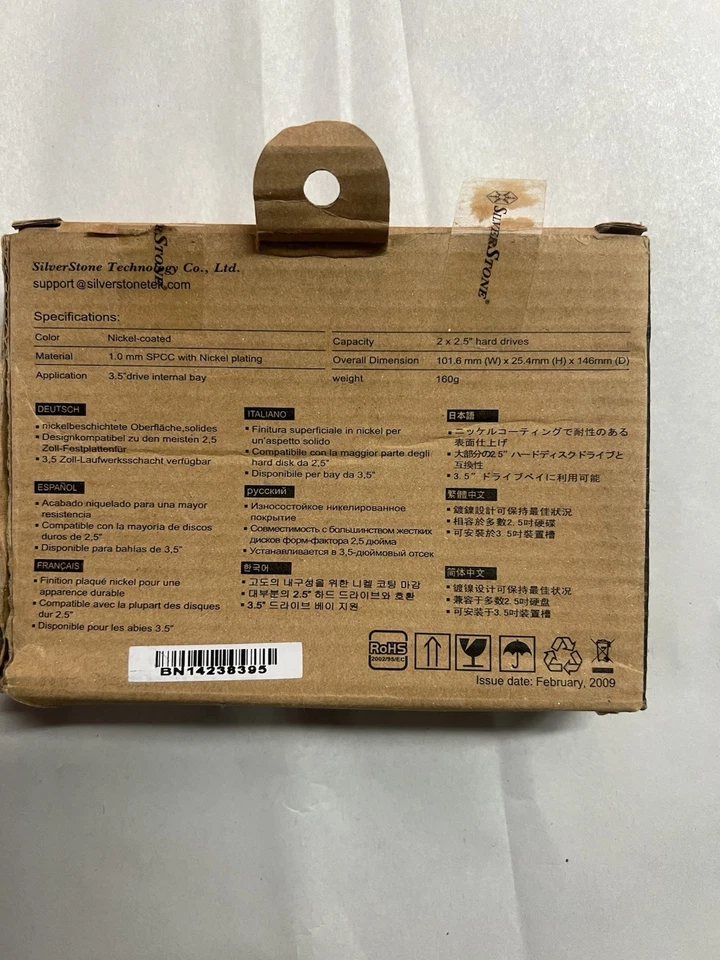 SILVERSTONE
SILVERSTONE
SilverStone Technology Co., Ltd.
support@silverstonetek.com
Specifications:
Color Nickel-coated
Material 1.0 mm SPCC with Nickel plating
Application 3.5"drive internal bay
Capacity 2 x 2.5" hard drives
Overall Dimension 101.6 mm (W) x 25.4mm (H) x 146mm (D)
weight 160g
DEUTSCH
▪ nickelbeschichtete Oberfläche,solides
▪ Designkompatibel zu den meisten 2,5
Zoll-Festplattenfür
▪ 3,5 Zoll-Laufwerksschacht verfügbar
ESPAÑOL
▪ Acabado niquelado para una mayor
resistencia
▪ Compatible con la mayoria de discos
duros de 2,5"
▪ Disponible para bahías de 3,5"
FRANÇAIS
▪ Finition plaqué nickel pour une
apparence durable
▪ Compatible avec la plupart des disques
dur 2,5"
▪ Disponible pour les abies 3.5"
ITALIANO
▪ Finitura superficiale in nickel per
un'aspetto solido
▪ Compatibile con la maggior parte degli
hard disk da 2,5"
▪ Disponibile per bay da 3,5"
русский
▪ Износостойкое никелированное
покрытие
▪ Совместимость с большинством жестких
дисков форм-фактора 2,5 дюйма
▪ Устанавливается в 3,5-дюймовый отсек
한국어
▪ 고도의 내구성을 위한 니켈 코팅 마감
▪ 대부분의 2.5" 하드 드라이브와 호환
▪ 3.5" 드라이브 베이 지원
日本語
▪ ニッケルコーティングで耐性のある
表面仕上げ
▪ 大部分の2.5" ハードディスクドライブと
互換性
▪ 3.5" ドライブベイに利用可能
繁體中文
▪ 鍍鎳設計可保持最佳狀況
▪ 相容於多數2.5吋硬碟
▪ 可安裝於3.5吋裝置槽
简体中文
▪ 镀镍设计可保持最佳状况
▪ 兼容于多数2.5吋硬盘
▪ 可安装于3.5吋装置槽
BN14238395
RoHS
2002/95/EC
Issue date: February, 2009